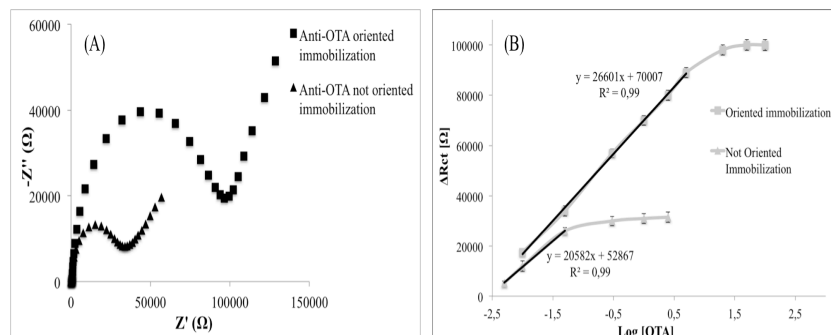 (A)
60000
40000
20000
0
-Z'' (Ω)
0 50000 100000 150000
Z' (Ω)
Anti-OTA oriented
immobilization
Anti-OTA not oriented
immobilization
(B)
100000
80000
60000
40000
20000
0
ΔRct [Ω]
-2,5 -1,5 -0,5 0,5 1,5 2,5
Log [OTA]
y = 26601x + 70007
R² = 0,99
y = 20582x + 52867
R² = 0,99
Oriented immobilization
Not Oriented
Immobilization